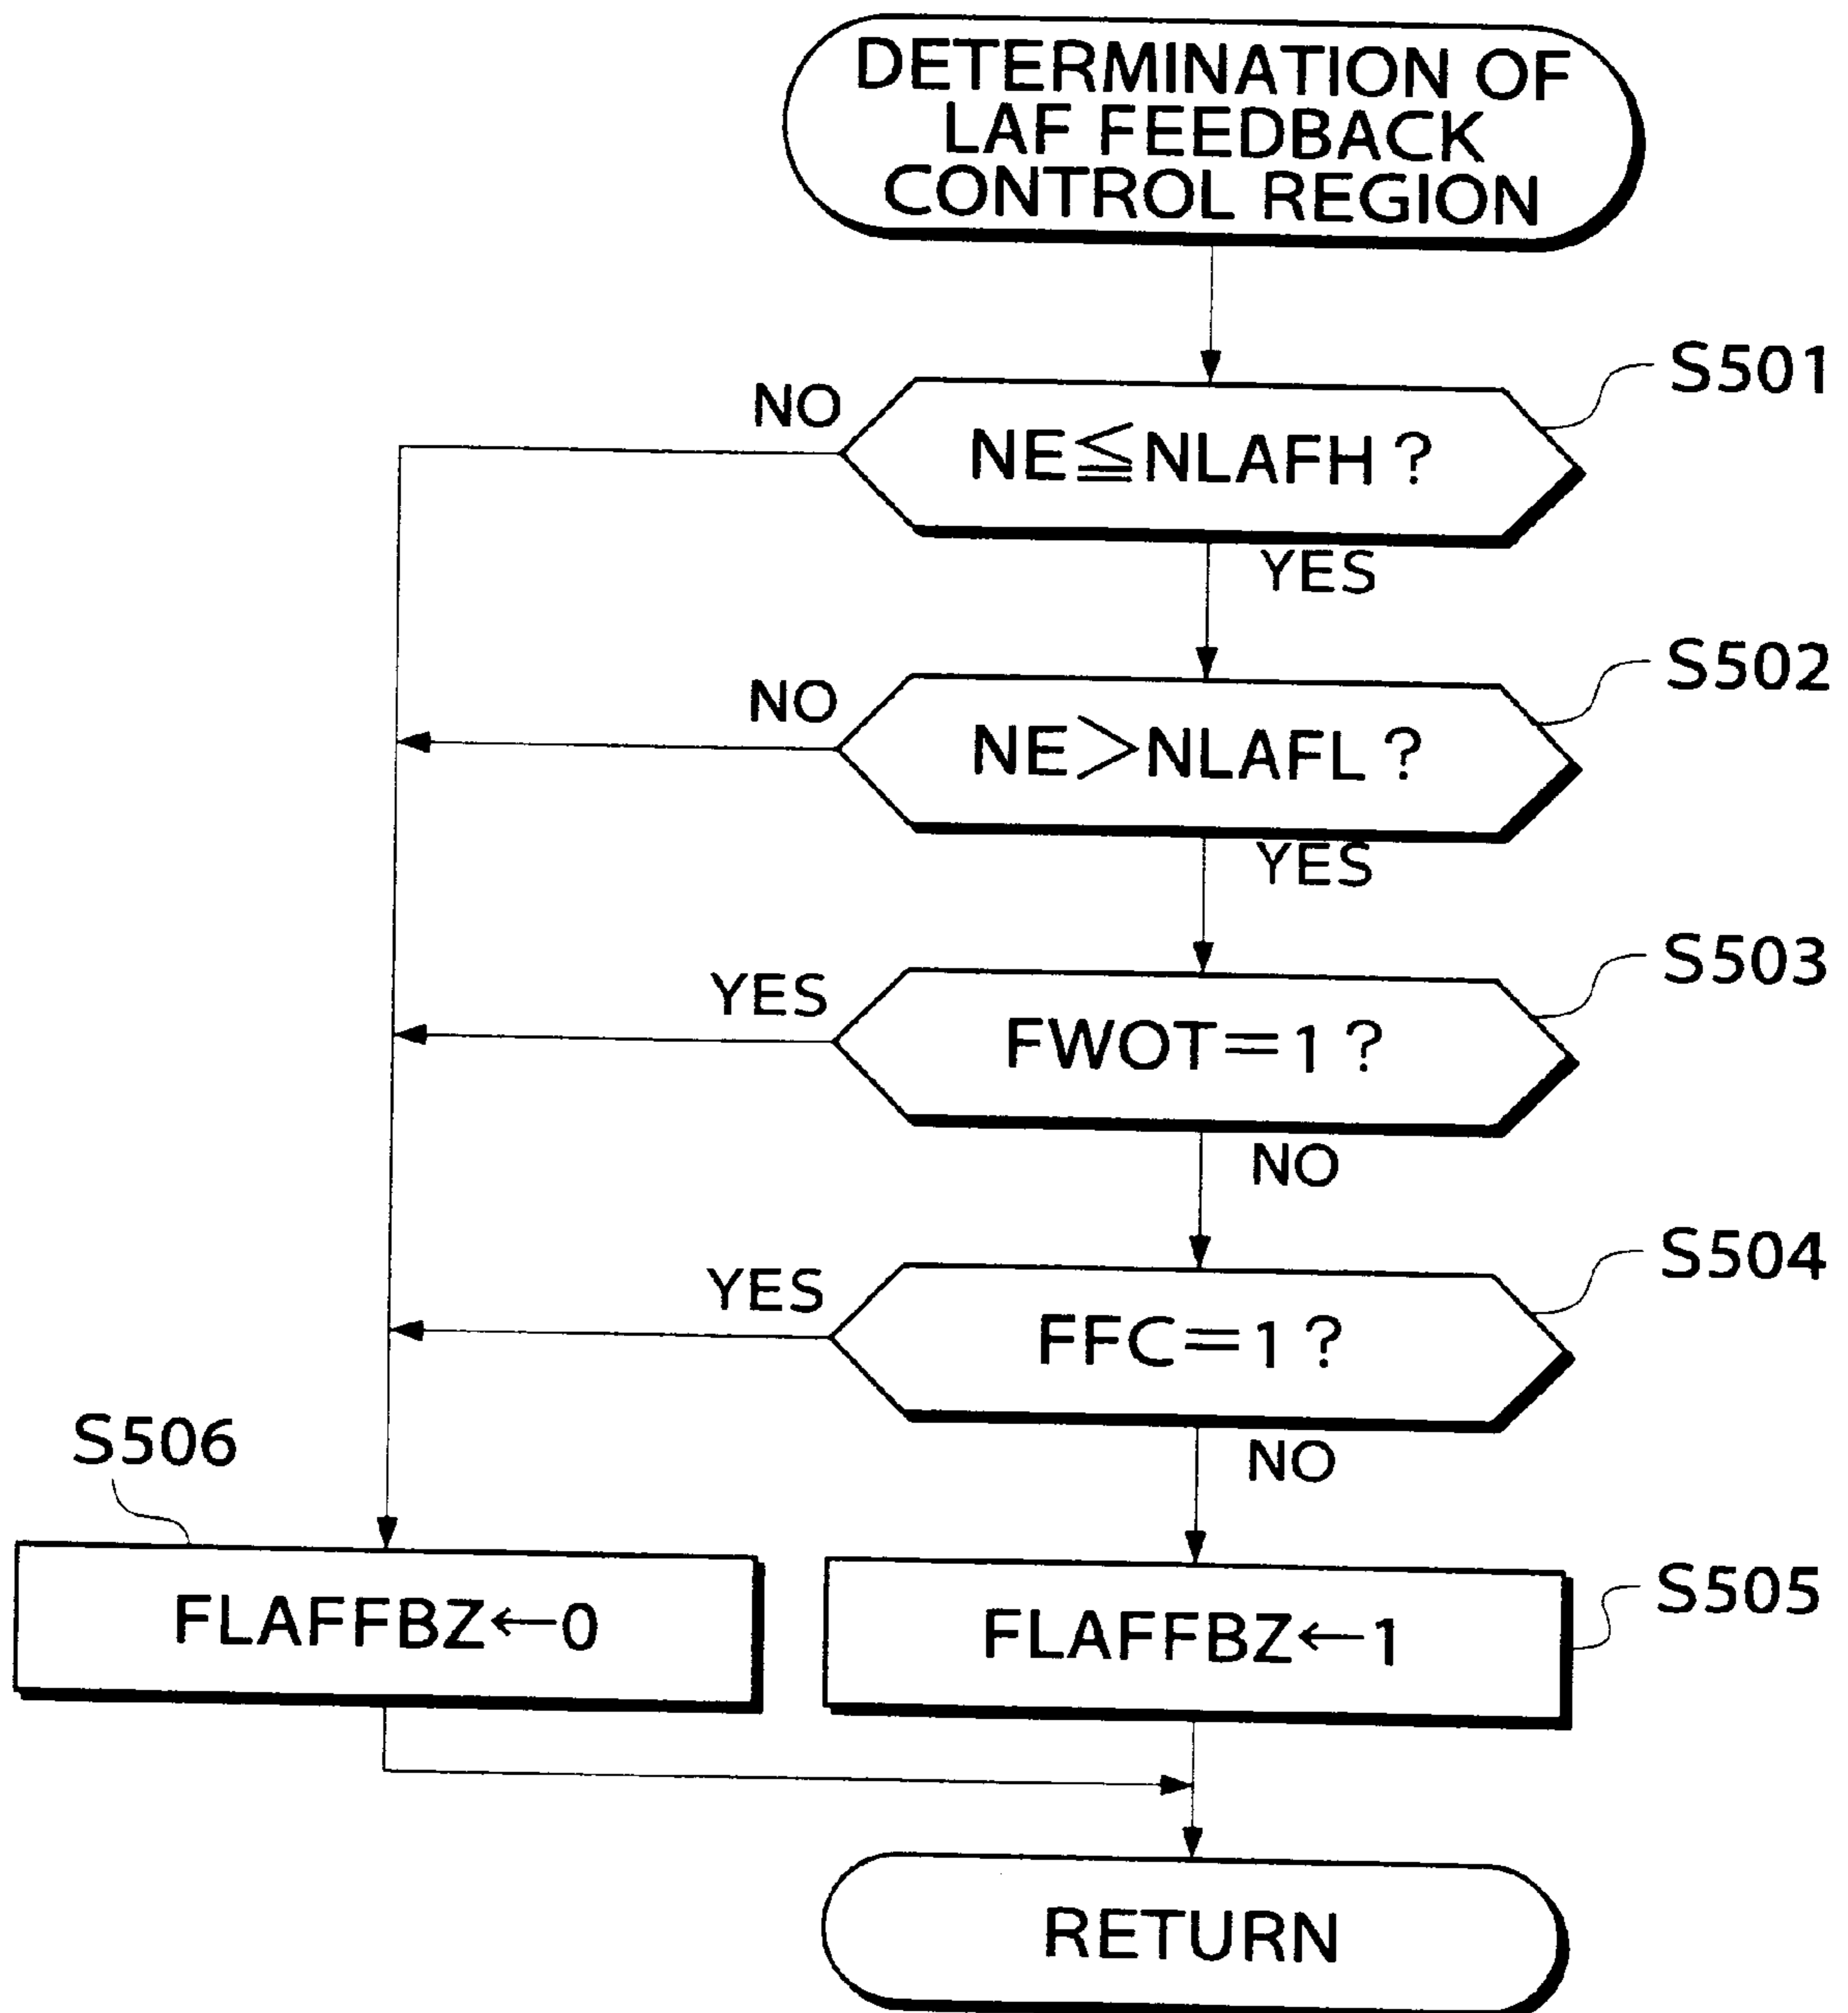 DETERMINATION OF
LAF FEEDBACK
CONTROL REGION
S501
NO
NE≦NLAFH?
YES
S502
NO
NE>NLAFL?
YES
S503
YES
FWOT=1?
NO
S504
YES
FFC=1?
NO
S506
FLAFFBZ←0
S505
FLAFFBZ←1
RETURN